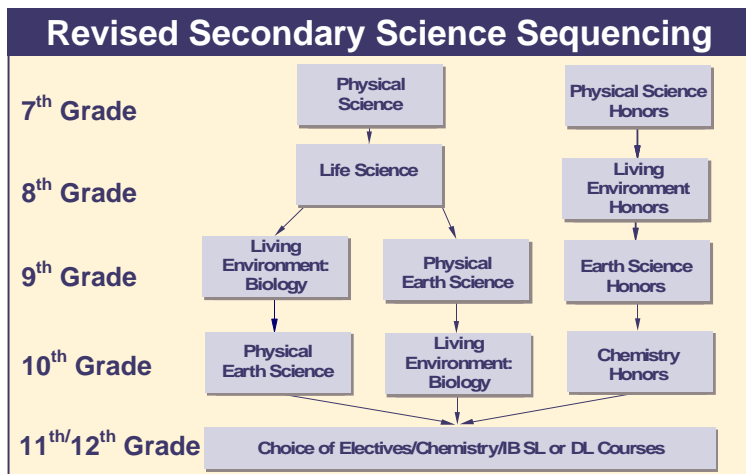 Revised Secondary Science Sequencing
7th Grade
Physical
Science
Physical Science
Honors
8th Grade
Life Science
Living
Environment
Honors
9th Grade
Living
Environment:
Biology
Physical
Earth Science
Earth Science
Honors
10th Grade
Physical
Earth Science
Living
Environment:
Biology
Chemistry
Honors
11th/12th Grade
Choice of Electives/Chemistry/IB SL or DL Courses